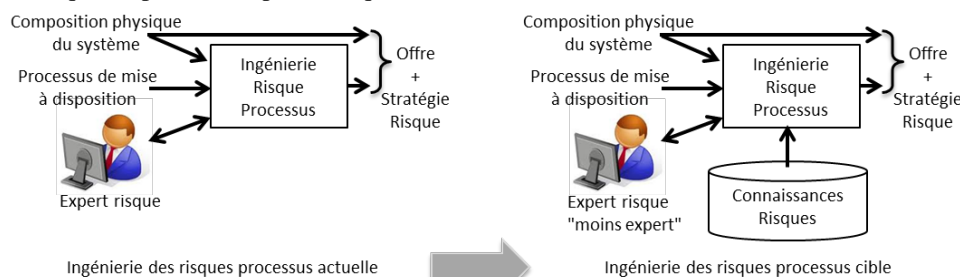 Composition physique
du système
Processus de mise
à disposition
Expert risque
Ingénierie
Risque
Processus
Offre
+
Stratégie
Risque
Ingénierie des risques processus actuelle
Composition physique
du système
Processus de mise
à disposition
Expert risque
"moins expert"
Ingénierie
Risque
Processus
Connaissances
Risques
Offre
+
Stratégie
Risque
Ingénierie des risques processus cible